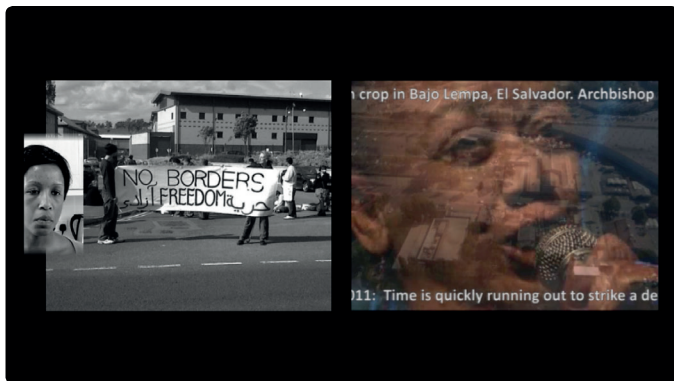 NO BORDERS
FREEDOM حرية
n crop in Bajo Lempa, El Salvador. Archbishop
011: Time is quickly running out to strike a de